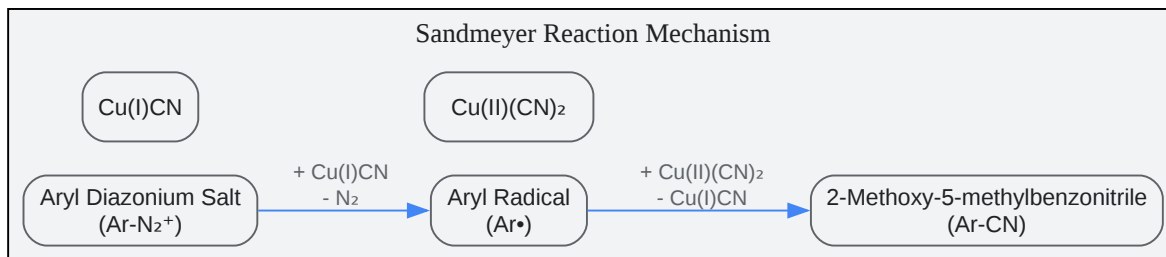 Sandmeyer Reaction Mechanism
Cu(I)CN
Cu(II)(CN)₂
Aryl Diazonium Salt
(Ar-N₂⁺)
+ Cu(I)CN
- N₂
Aryl Radical
(Ar•)
+ Cu(II)(CN)₂
- Cu(I)CN
2-Methoxy-5-methylbenzonitrile
(Ar-CN)